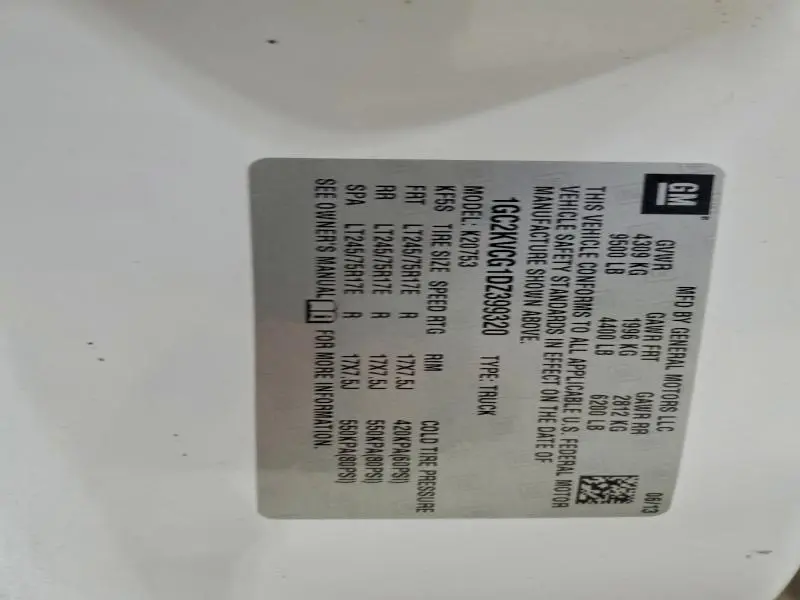 GM
MFD BY GENERAL MOTORS LLC 06/13
GVWR GAWR FRT GAWR RR
4309 KG 1996 KG 2812 KG
9500 LB 4400 LB 6200 LB
THIS VEHICLE CONFORMS TO ALL APPLICABLE U.S. FEDERAL MOTOR
VEHICLE SAFETY STANDARDS IN EFFECT ON THE DATE OF
MANUFACTURE SHOWN ABOVE.
1GC2KVCG1DZ399320 TYPE: TRUCK
MODEL: K20753
KF5S TIRE SIZE SPEED RTG RIM COLD TIRE PRESSURE
FRT LT245/75R17E R 17X7.5J 420KPA(60PSI)
RR LT245/75R17E R 17X7.5J 550KPA(80PSI)
SPA LT245/75R17E R 17X7.5J 550KPA(80PSI)
SEE OWNER'S MANUAL FOR MORE INFORMATION.